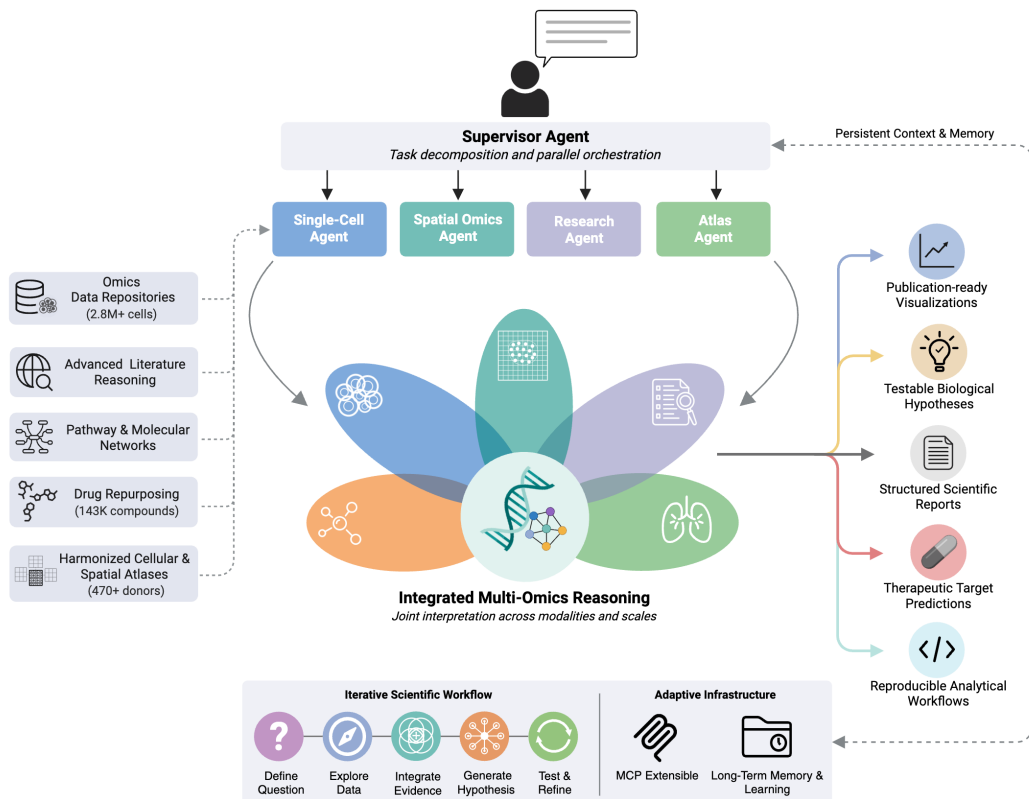 Supervisor Agent
Task decomposition and parallel orchestration
Persistent Context & Memory
Single-Cell
Agent
Spatial Omics
Agent
Research
Agent
Atlas
Agent
Omics
Data Repositories
(2.8M+ cells)
Advanced Literature
Reasoning
Pathway & Molecular
Networks
Drug Repurposing
(143K compounds)
Harmonized Cellular &
Spatial Atlases
(470+ donors)
Integrated Multi-Omics Reasoning
Joint interpretation across modalities and scales
Publication-ready
Visualizations
Testable Biological
Hypotheses
Structured Scientific
Reports
Therapeutic Target
Predictions
</>
Reproducible Analytical
Workflows
Iterative Scientific Workflow
?
Define
Question
Explore
Data
Integrate
Evidence
Generate
Hypothesis
Test &
Refine
Adaptive Infrastructure
MCP Extensible
Long-Term Memory &
Learning